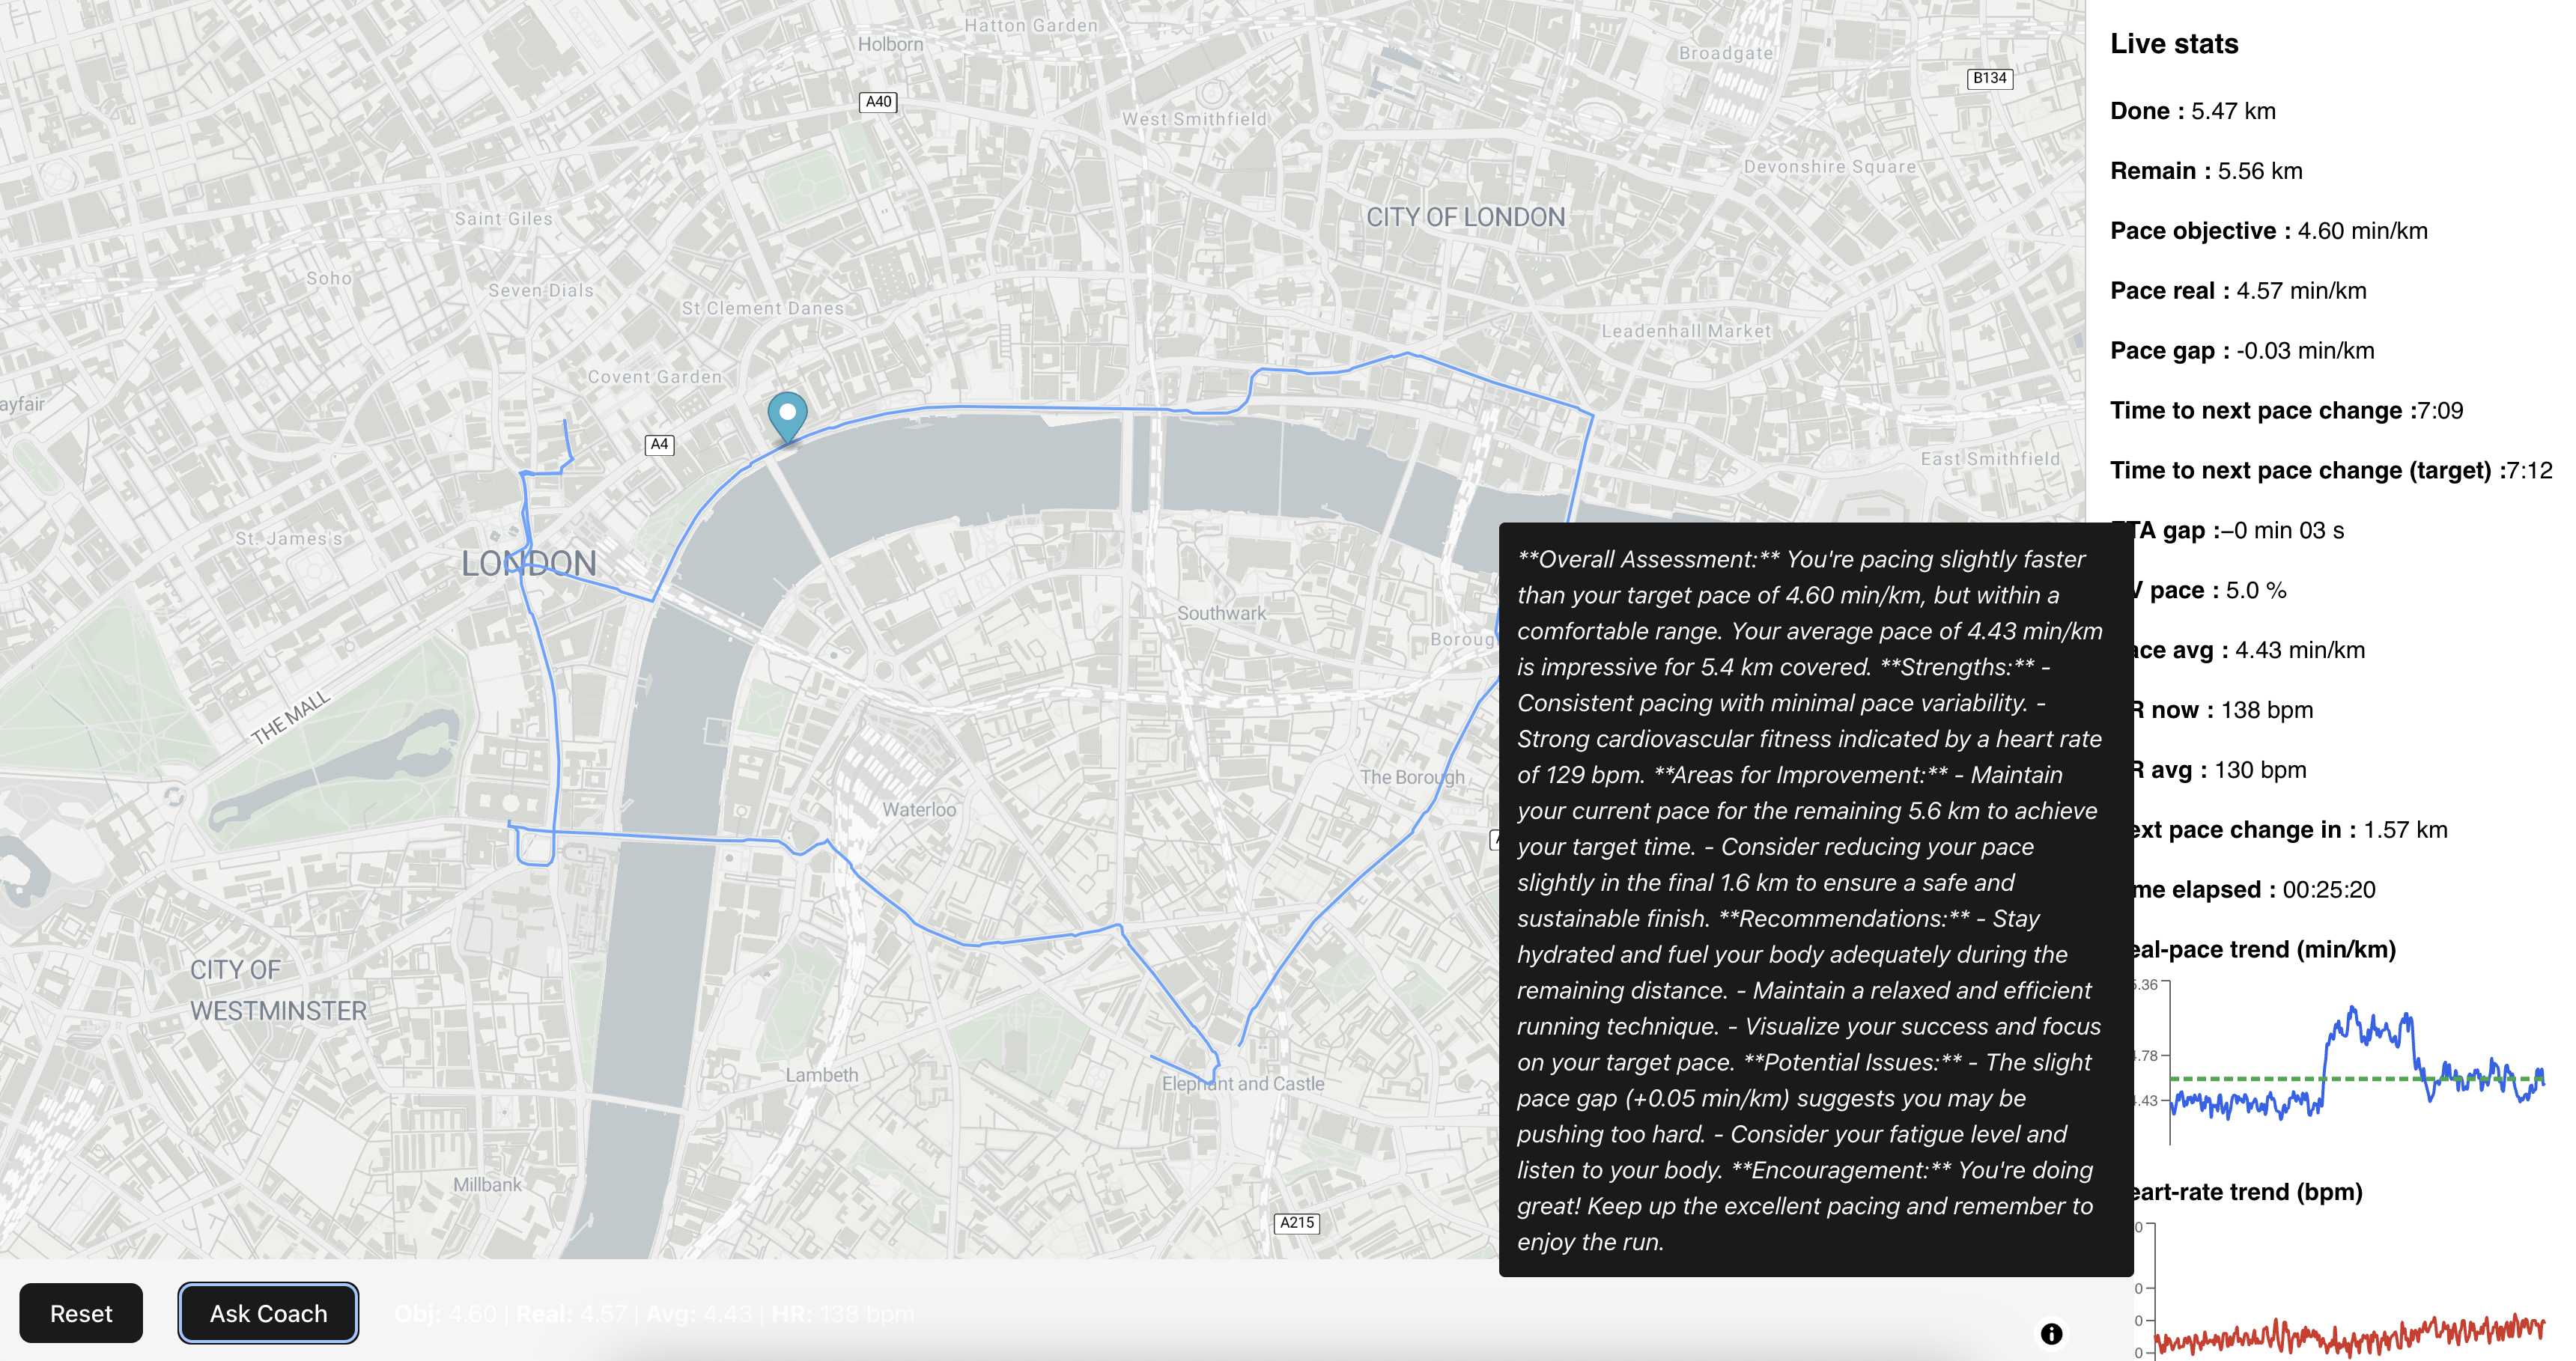 Hatton Garden
Holborn
Broadgate
B134
A40
West Smithfield
Devonshire Square
Saint Giles
CITY OF LONDON
Soho
Seven Dials
St Clement Danes
Leadenhall Market
Covent Garden
ayfair
A4
East Smithfield
St. James's
LONDON
Southwark
Boroug
THE MALL
The Borough
Waterloo
CITY OF
WESTMINSTER
Lambeth
Elephant and Castle
Millbank
A215
**Overall Assessment:** You're pacing slightly faster
than your target pace of 4.60 min/km, but within a
comfortable range. Your average pace of 4.43 min/km
is impressive for 5.4 km covered. **Strengths:** -
Consistent pacing with minimal pace variability. -
Strong cardiovascular fitness indicated by a heart rate
of 129 bpm. **Areas for Improvement:** - Maintain
your current pace for the remaining 5.6 km to achieve
your target time. - Consider reducing your pace
slightly in the final 1.6 km to ensure a safe and
sustainable finish. **Recommendations:** - Stay
hydrated and fuel your body adequately during the
remaining distance. - Maintain a relaxed and efficient
running technique. - Visualize your success and focus
on your target pace. **Potential Issues:** - The slight
pace gap (+0.05 min/km) suggests you may be
pushing too hard. - Consider your fatigue level and
listen to your body. **Encouragement:** You're doing
great! Keep up the excellent pacing and remember to
enjoy the run.
Live stats
Done : 5.47 km
Remain : 5.56 km
Pace objective : 4.60 min/km
Pace real : 4.57 min/km
Pace gap : -0.03 min/km
Time to next pace change :7:09
Time to next pace change (target) :7:12
TA gap :–0 min 03 s
V pace : 5.0 %
ace avg : 4.43 min/km
R now : 138 bpm
R avg : 130 bpm
ext pace change in : 1.57 km
me elapsed : 00:25:20
eal-pace trend (min/km)
.36
.78
.43
eart-rate trend (bpm)
0
0
0
0
Reset
Ask Coach
Obj: 4.60 | Real: 4.57 | Avg: 4.43 | HR: 138 bpm